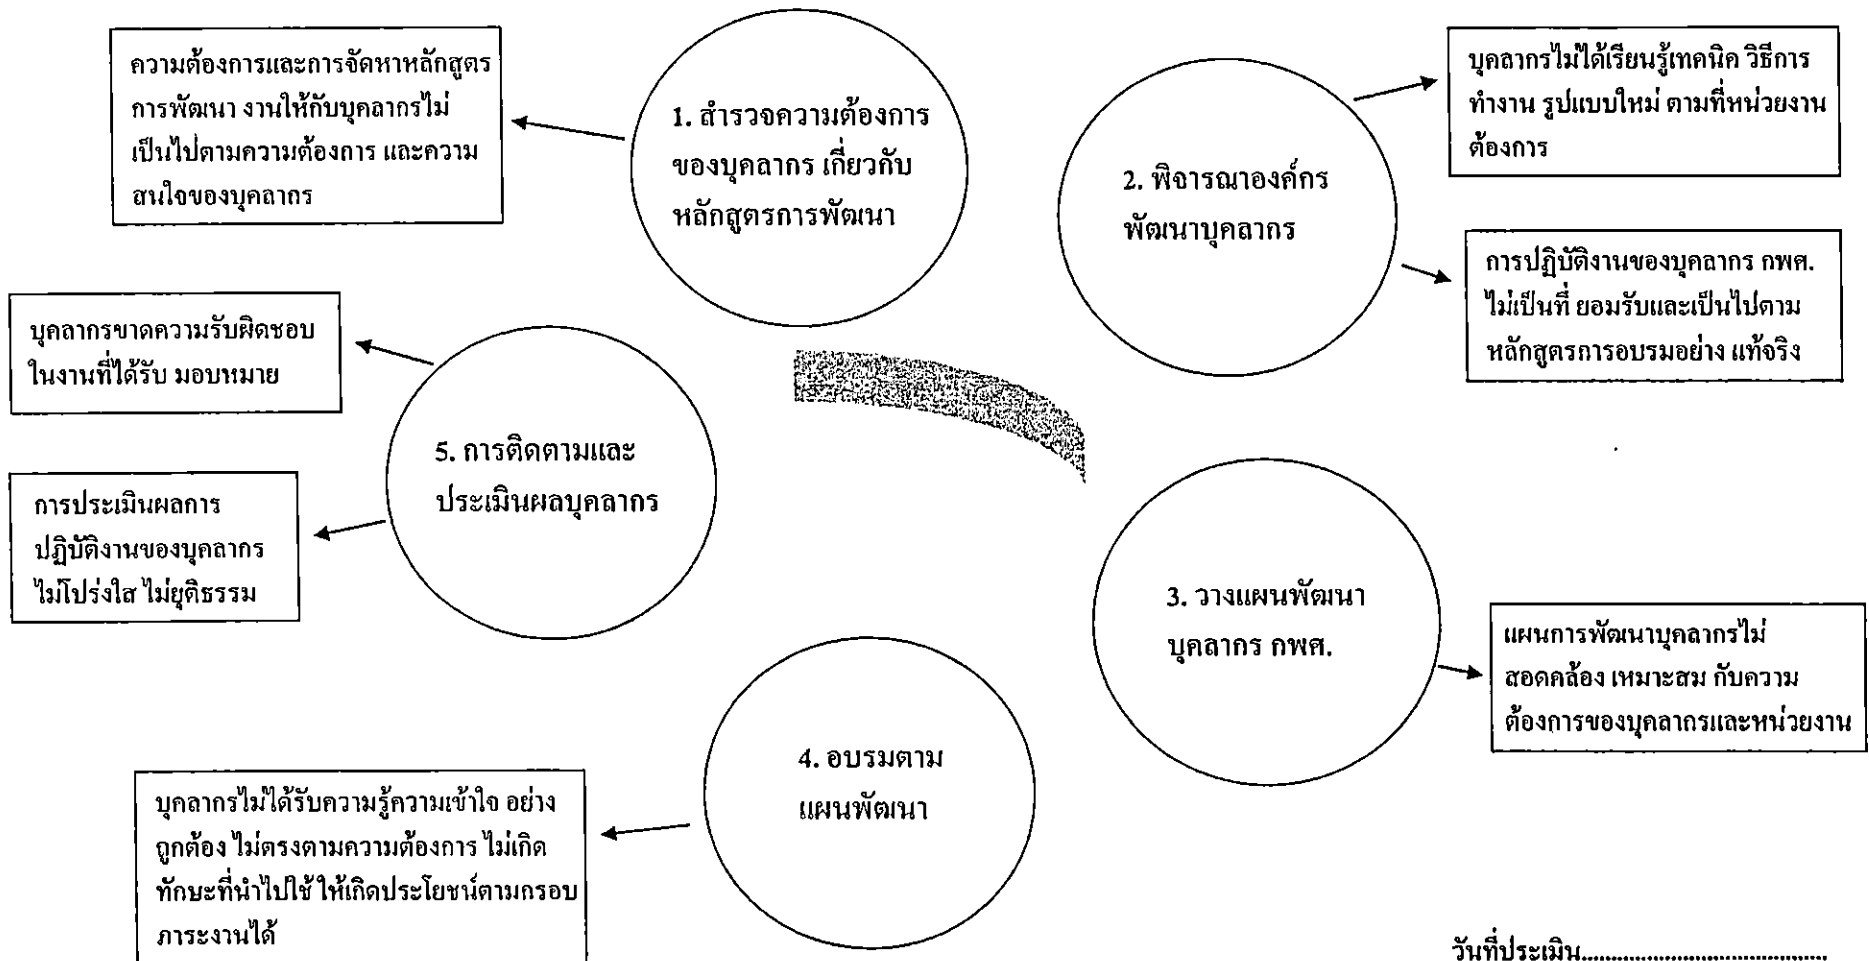 ความต้องการและการจัดหาหลักสูตร
การพัฒนา งานให้กับบุคลากรไม่
เป็นไปตามความต้องการ และความ
สนใจของบุคลากร
1. สำรวจความต้องการ
ของบุคลากร เกี่ยวกับ
หลักสูตรการพัฒนา
2. พิจารณาองค์กร
พัฒนาบุคลากร
บุคลากรไม่ได้เรียนรู้เทคนิค วิธีการ
ทำงาน รูปแบบใหม่ ตามที่หน่วยงาน
ต้องการ
การปฏิบัติงานของบุคลากร กพศ.
ไม่เป็นที่ ยอมรับและเป็นไปตาม
หลักสูตรการอบรมอย่าง แท้จริง
3. วางแผนพัฒนา
บุคลากร กพศ.
แผนการพัฒนาบุคลากรไม่
สอดคล้อง เหมาะสม กับความ
ต้องการของบุคลากรและหน่วยงาน
4. อบรมตาม
แผนพัฒนา
บุคลากรไม่ได้รับความรู้ความเข้าใจ อย่าง
ถูกต้อง ไม่ตรงตามความต้องการ ไม่เกิด
ทักษะที่นำไปใช้ ให้เกิดประโยชน์ตามกรอบ
ภาระงานได้
5. การติดตามและ
ประเมินผลบุคลากร
บุคลากรขาดความรับผิดชอบ
ในงานที่ได้รับ มอบหมาย
การประเมินผลการ
ปฏิบัติงานของบุคลากร
ไม่โปร่งใส ไม่ยุติธรรม
วันที่ประเมิน..........................................